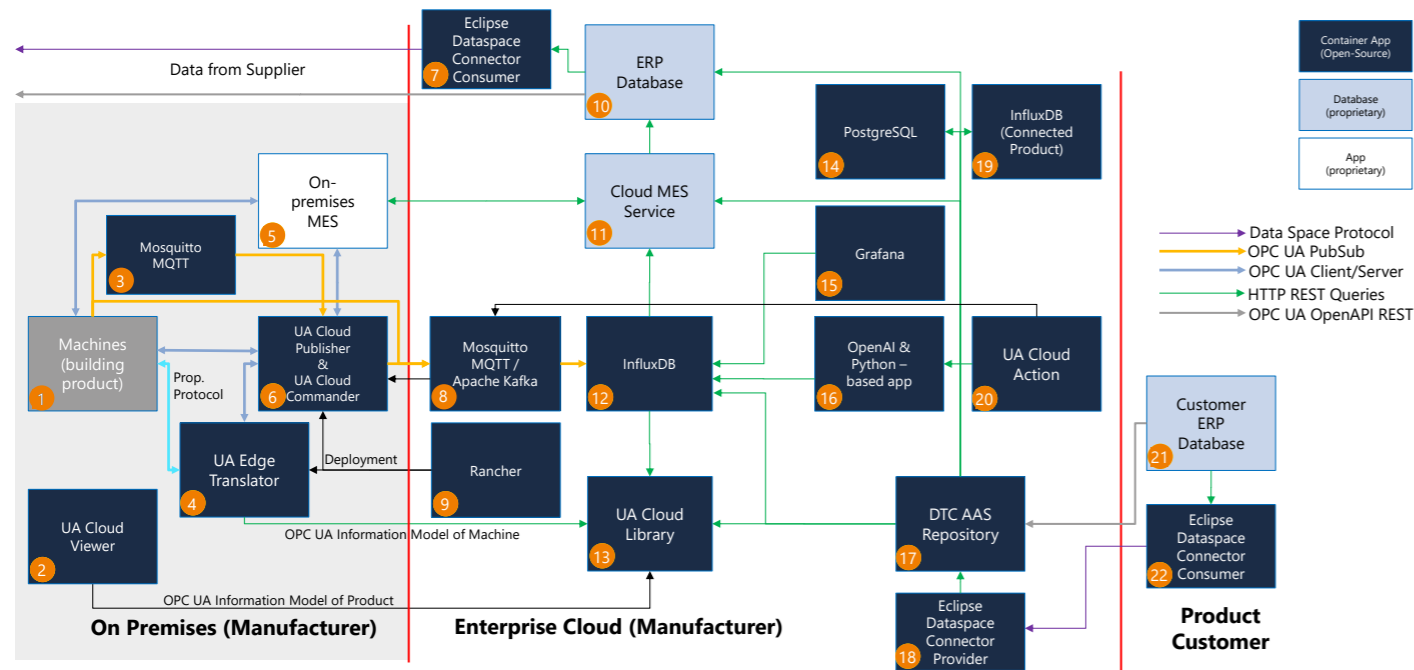 Eclipse
Dataspace
Connector
Consumer
7
Data from Supplier
ERP
Database
10
Container App
(Open-Source)
Database
(proprietary)
App
(proprietary)
PostgreSQL
14
InfluxDB
(Connected
Product)
19
On-
premises
MES
5
Cloud MES
Service
11
Mosquitto
MQTT
3
Grafana
15
Data Space Protocol
OPC UA PubSub
OPC UA Client/Server
HTTP REST Queries
OPC UA OpenAPI REST
Machines
(building
product)
1
Prop.
Protocol
UA Cloud
Publisher
&
UA Cloud
Commander
6
Mosquitto
MQTT /
Apache Kafka
8
InfluxDB
12
OpenAI &
Python –
based app
16
UA Cloud
Action
20
Customer
ERP
Database
21
UA Edge
Translator
4
Deployment
Rancher
9
UA Cloud
Library
13
DTC AAS
Repository
17
Eclipse
Dataspace
Connector
Consumer
22
UA Cloud
Viewer
2
OPC UA Information Model of Machine
OPC UA Information Model of Product
Eclipse
Dataspace
Connector
Provider
18
On Premises (Manufacturer)
Enterprise Cloud (Manufacturer)
Product
Customer